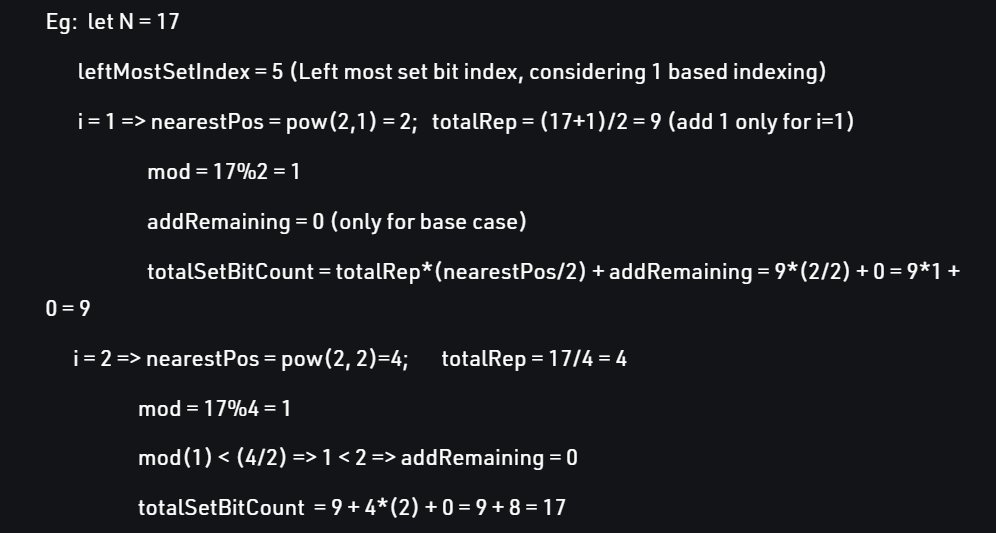 Eg:  let N = 17
leftMostSetIndex = 5 (Left most set bit index, considering 1 based indexing)
i = 1 => nearestPos = pow(2,1) = 2;  totalRep = (17+1)/2 = 9 (add 1 only for i=1)
mod = 17%2 = 1
addRemaining = 0 (only for base case)
totalSetBitCount = totalRep*(nearestPos/2) + addRemaining = 9*(2/2) + 0 = 9*1 +
0 = 9
i = 2 => nearestPos = pow(2, 2)=4;     totalRep = 17/4 = 4
mod = 17%4 = 1
mod(1) < (4/2) => 1 < 2 => addRemaining = 0
totalSetBitCount  = 9 + 4*(2) + 0 = 9 + 8 = 17